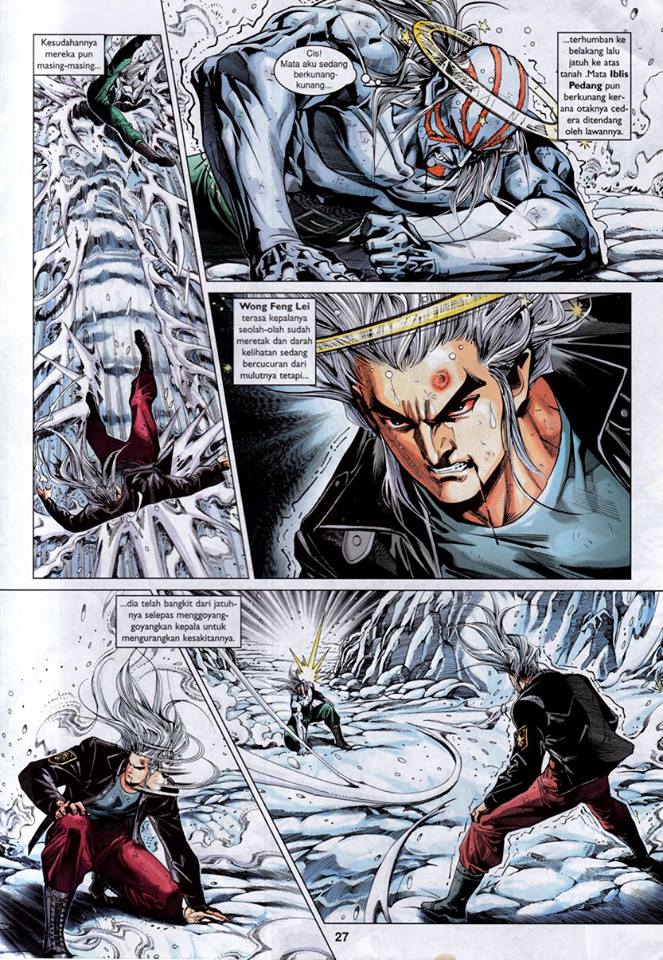 Kesudahannya
mereka pun
masing-masing...
Cis!
Mata aku sedang
berkunang-
kunang...
...terhumban ke
belakang lalu
jatuh ke atas
tanah .Mata Iblis
Pedang pun
berkunang ker-
ana otaknya ced-
era ditendang
oleh lawannya.
Wong Feng Lei
terasa kepalanya
seolah-olah sudah
meretak dan darah
kelihatan sedang
bercucuran dari
mulutnya tetapi...
...dia telah bangkit dari jatuh-
nya selepas menggoyang-
goyangkan kepala untuk
mengurangkan kesakitannya.
27